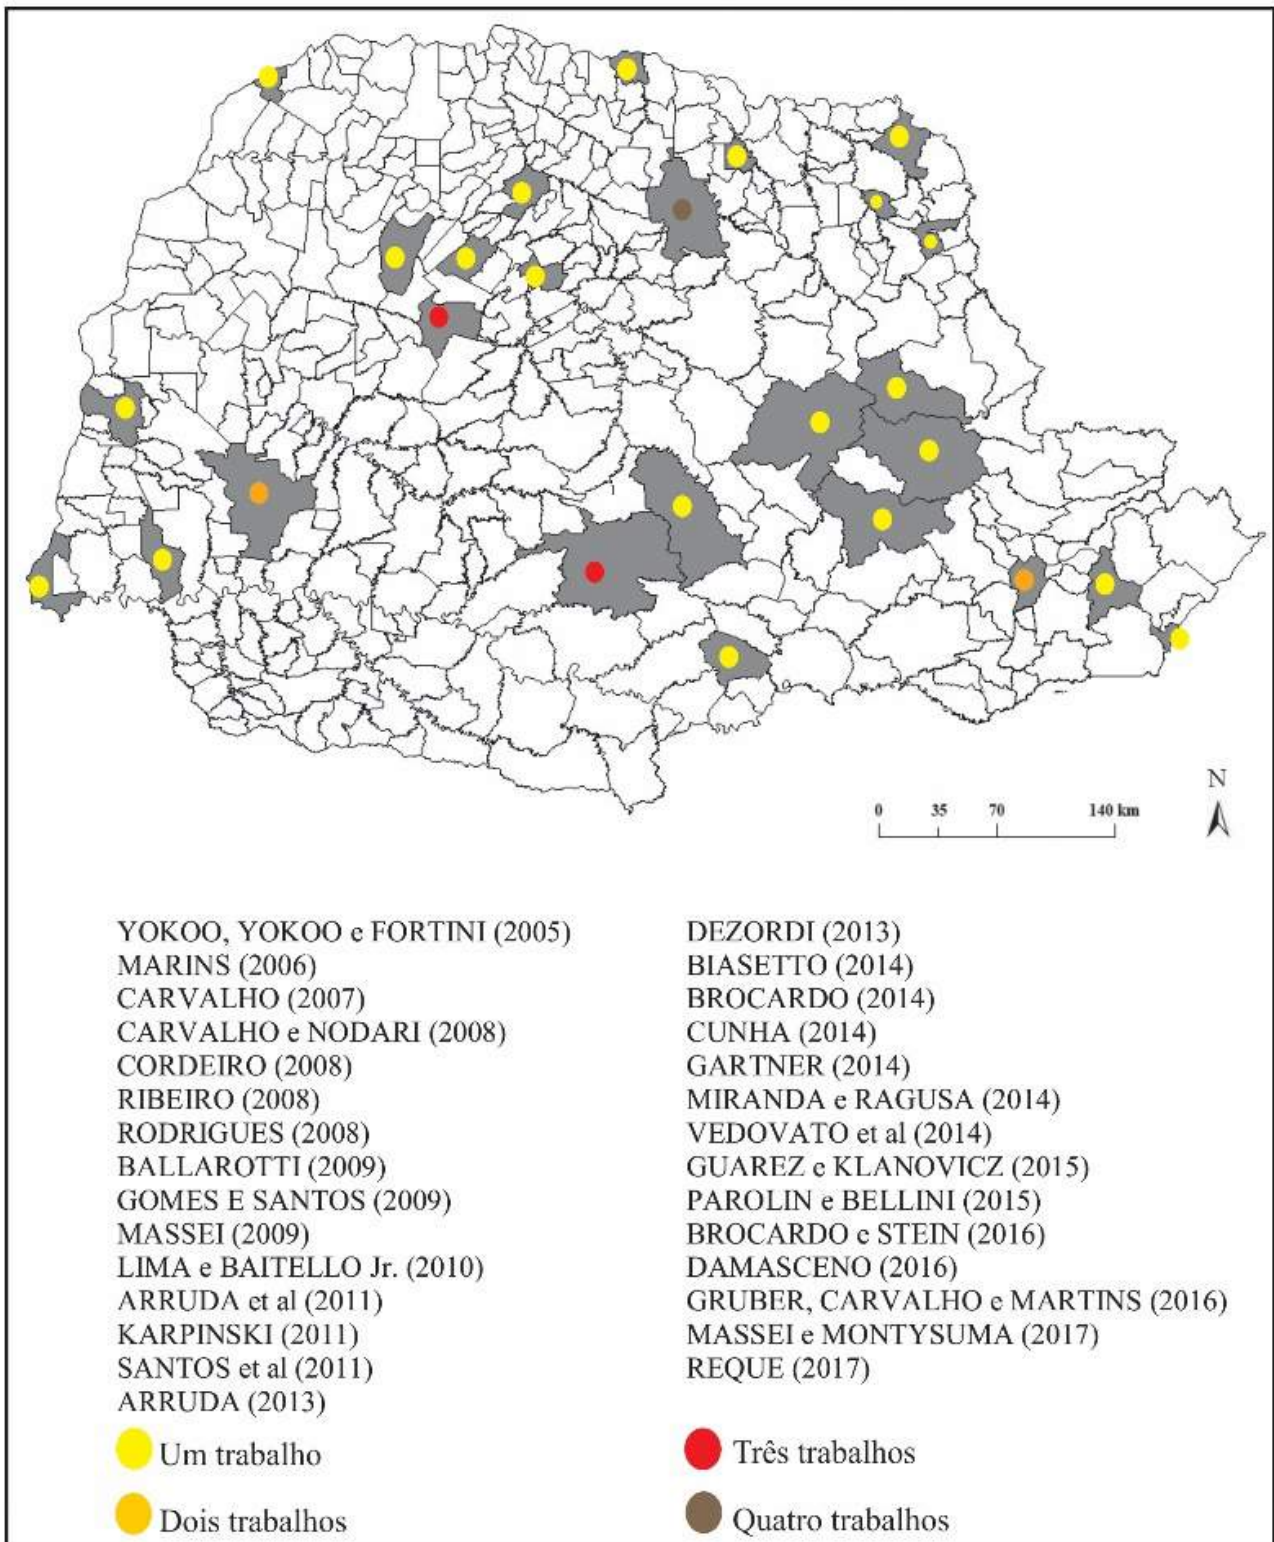 N
0 35 70 140 km
YOKOO, YOKOO e FORTINI (2005)
MARINS (2006)
CARVALHO (2007)
CARVALHO e NODARI (2008)
CORDEIRO (2008)
RIBEIRO (2008)
RODRIGUES (2008)
BALLAROTTI (2009)
GOMES E SANTOS (2009)
MASSEI (2009)
LIMA e BAITELLO Jr. (2010)
ARRUDA et al (2011)
KARPINSKI (2011)
SANTOS et al (2011)
ARRUDA (2013)
DEZORDI (2013)
BIASETTO (2014)
BROCARDO (2014)
CUNHA (2014)
GARTNER (2014)
MIRANDA e RAGUSA (2014)
VEDOVATO et al (2014)
GUAREZ e KLANOVICZ (2015)
PAROLIN e BELLINI (2015)
BROCARDO e STEIN (2016)
DAMASCENO (2016)
GRUBER, CARVALHO e MARTINS (2016)
MASSEI e MONTYSUMA (2017)
REQUE (2017)
Um trabalho
Dois trabalhos
Três trabalhos
Quatro trabalhos